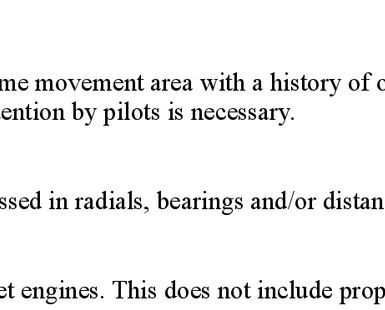 me movement area with a history of
ention by pilots is necessary.
ssed in radials, bearings and/or distan
et engines. This does not include prop